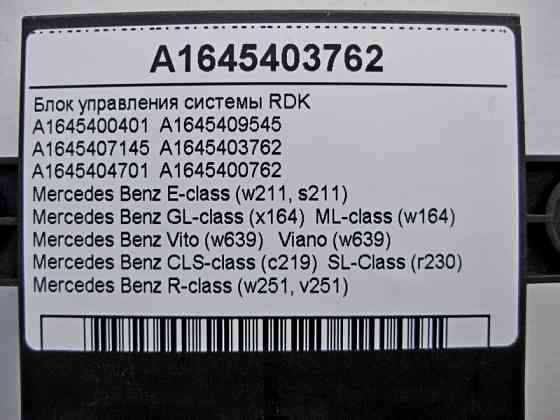 A1645403762
Блок управления системы RDK
A1645400401 A1645409545
A1645407145 A1645403762
A1645404701 A1645400762
Mercedes Benz E-class (w211, s211)
Mercedes Benz GL-class (x164) ML-class (w164)
Mercedes Benz Vito (w639) Viano (w639)
Mercedes Benz CLS-class (c219) SL-Class (г230)
Mercedes Benz R-class (w251, v251)